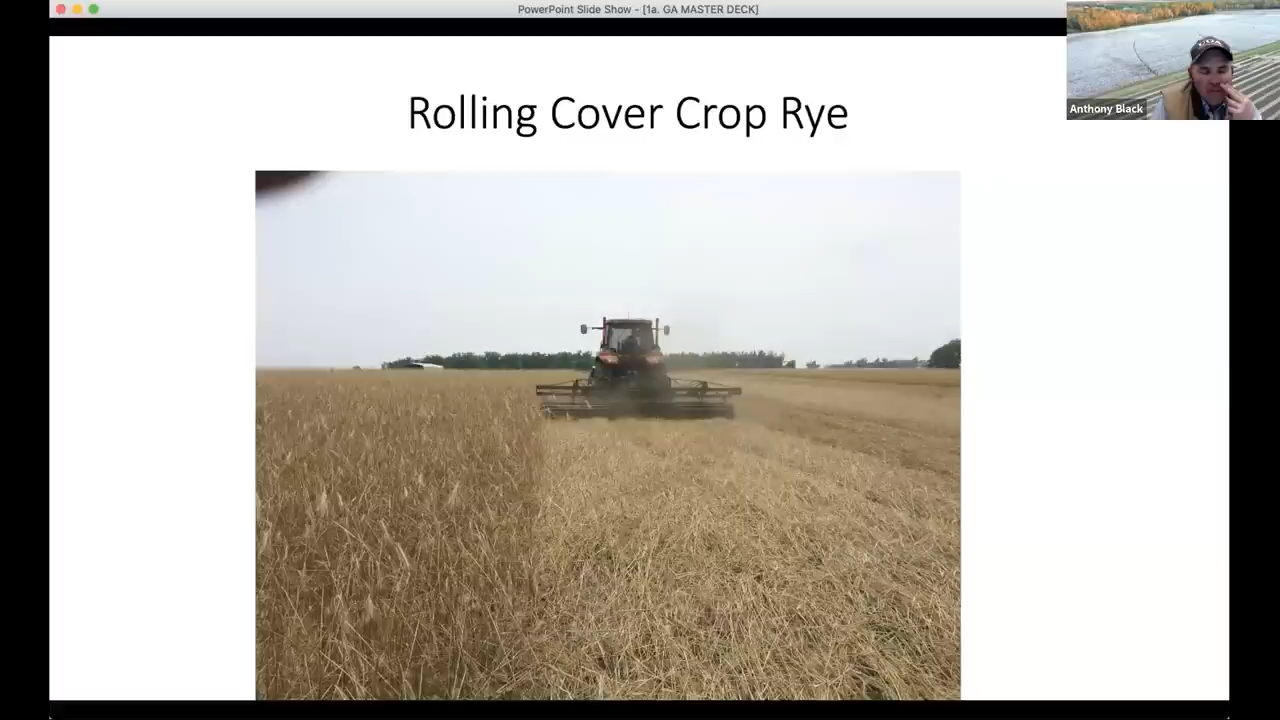 PowerPoint Slide Show - [1a. GA MASTER DECK]
Rolling Cover Crop Rye
Anthony Black